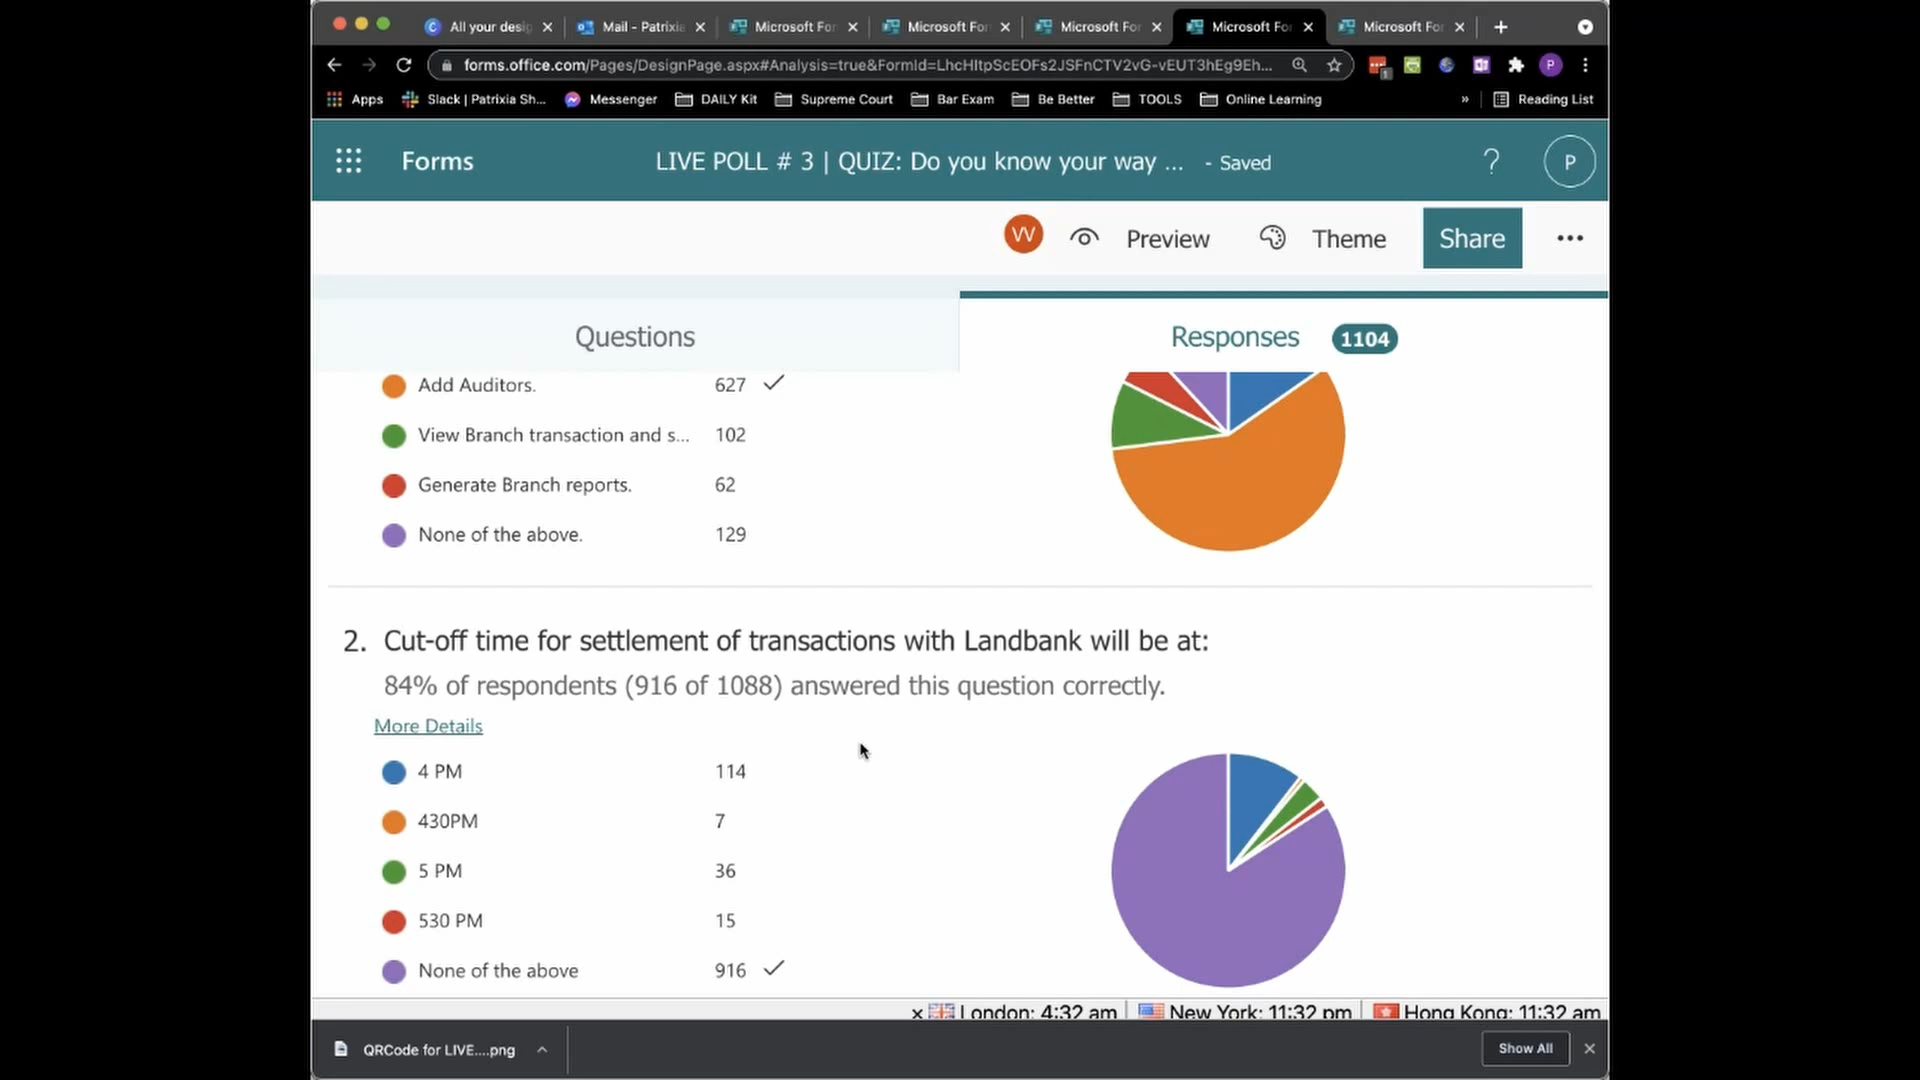 All your desig
Mail - Patrixia
Microsoft For
Microsoft For
Microsoft For
Microsoft For
Microsoft For
forms.office.com/Pages/DesignPage.aspx#Analysis=true&FormId=LhcHItpScEOFs2JSFnCTV2vG-vEUT3hEg9Eh...
1
P
Apps
Slack | Patrixia Sh...
Messenger
DAILY Kit
Supreme Court
Bar Exam
Be Better
TOOLS
Online Learning
»
Reading List
Forms
LIVE POLL # 3 | QUIZ: Do you know your way ... - Saved
?
P
W
Preview
Theme
Share
...
Questions
Responses 1104
Add Auditors. 627
View Branch transaction and s... 102
Generate Branch reports. 62
None of the above. 129
2. Cut-off time for settlement of transactions with Landbank will be at:
84% of respondents (916 of 1088) answered this question correctly.
More Details
4 PM 114
430PM 7
5 PM 36
530 PM 15
None of the above 916
x London: 4:32 am | New York: 11:32 pm | Hong Kong: 11:32 am
QRCode for LIVE....png
Show All